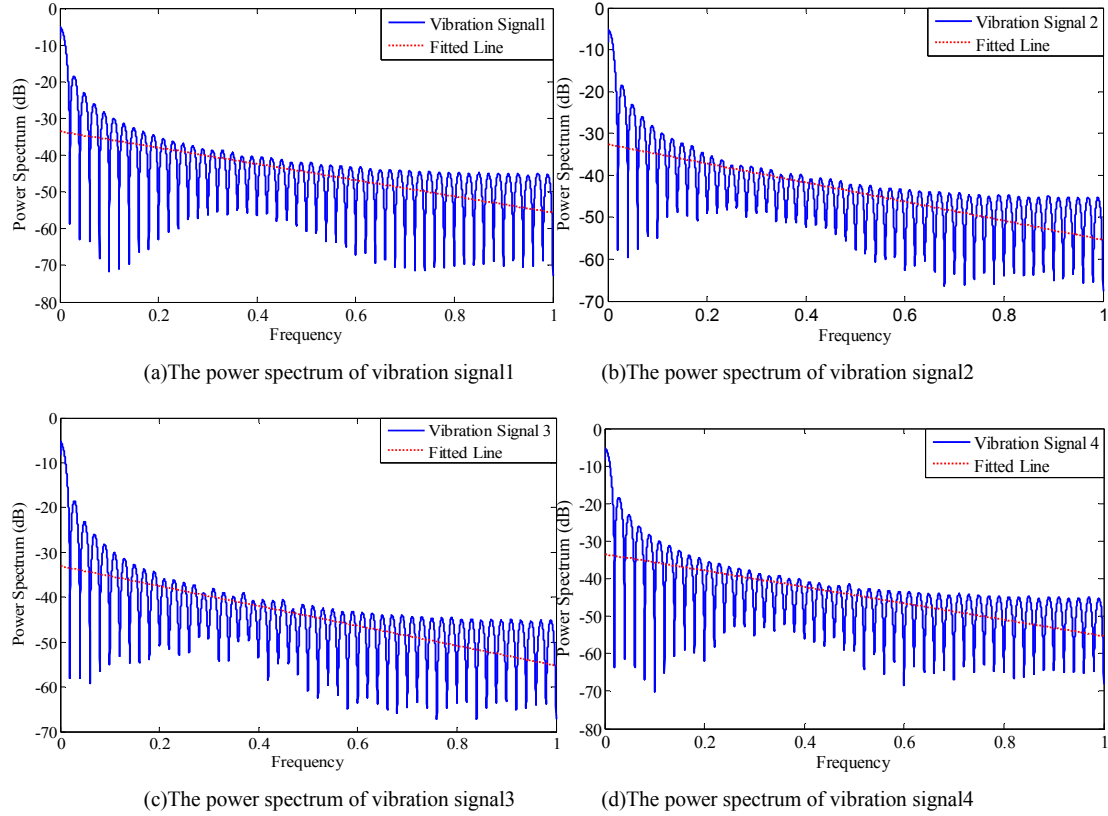 0
-10
-20
-30
-40
-50
-60
-70
-80
Power Spectrum (dB)
Vibration Signal1
Fitted Line
0 0.2 0.4 0.6 0.8 1
Frequency
(a)The power spectrum of vibration signal1
0
-10
-20
-30
-40
-50
-60
-70
Power Spectrum (dB)
Vibration Signal 2
Fitted Line
0 0.2 0.4 0.6 0.8 1
Frequency
(b)The power spectrum of vibration signal2
0
-10
-20
-30
-40
-50
-60
-70
Power Spectrum (dB)
Vibration Signal 3
Fitted Line
0 0.2 0.4 0.6 0.8 1
Frequency
(c)The power spectrum of vibration signal3
0
-10
-20
-30
-40
-50
-60
-70
-80
Power Spectrum (dB)
Vibration Signal 4
Fitted Line
0 0.2 0.4 0.6 0.8 1
Frequency
(d)The power spectrum of vibration signal4